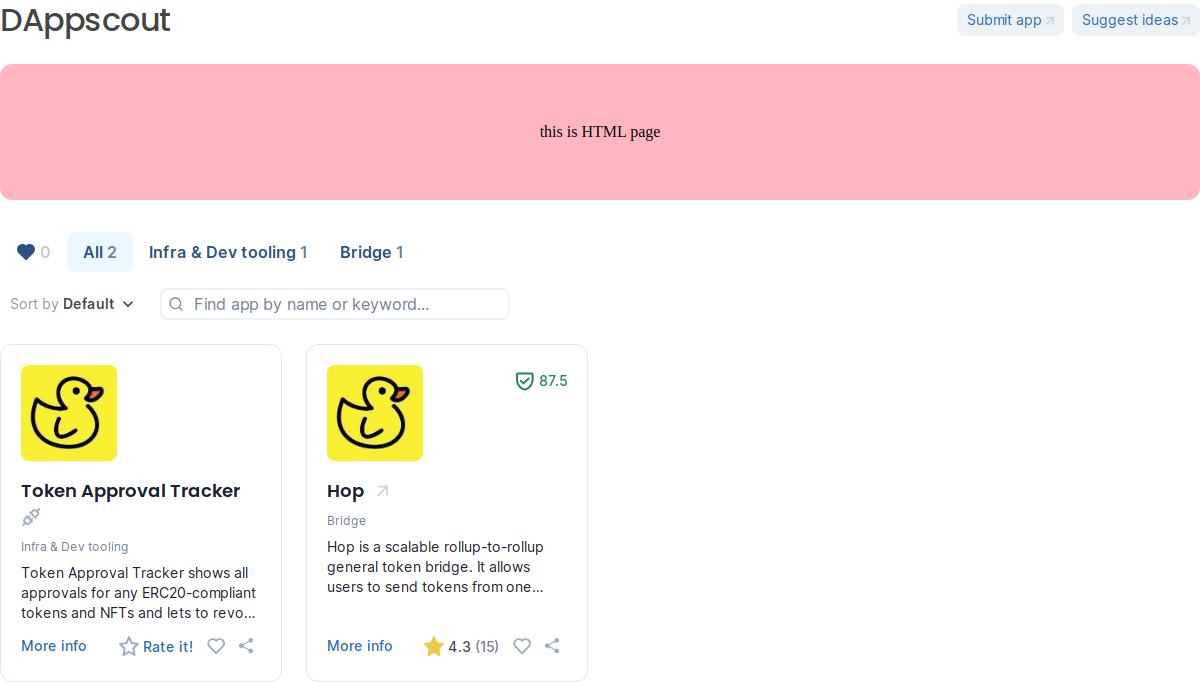 DAppscout
Submit app
Suggest ideas
this is HTML page
0
All 2
Infra & Dev tooling 1
Bridge 1
Sort by Default
Find app by name or keyword...
Token Approval Tracker
Infra & Dev tooling
Token Approval Tracker shows all
approvals for any ERC20-compliant
tokens and NFTs and lets to revo...
More info
Rate it!
87.5
Hop
Bridge
Hop is a scalable rollup-to-rollup
general token bridge. It allows
users to send tokens from one...
More info
4.3 (15)